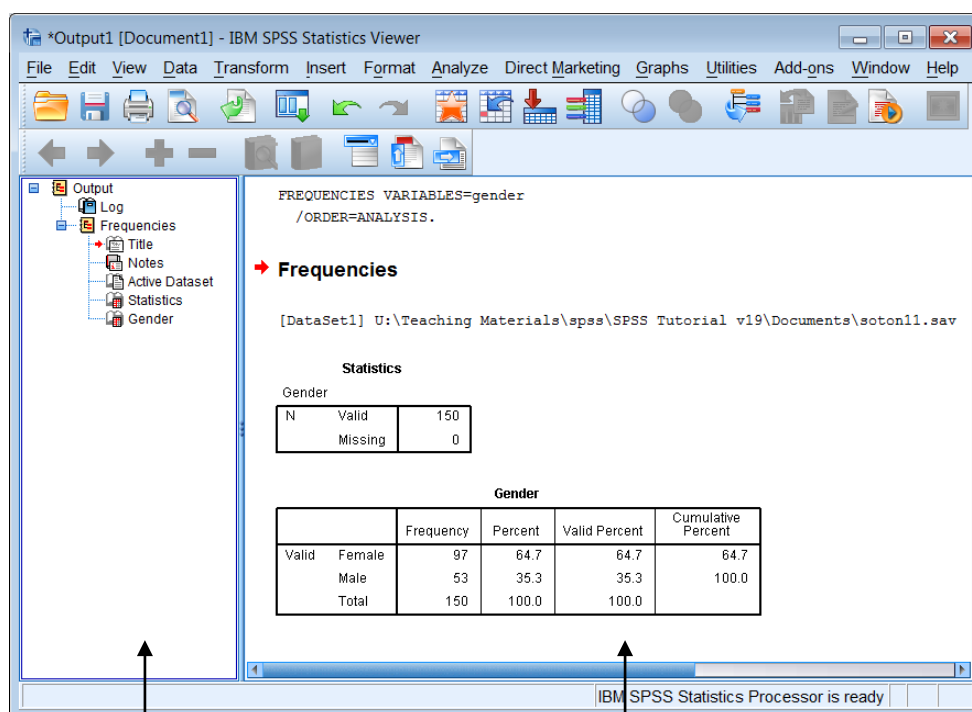 *Output1 [Document1] - IBM SPSS Statistics Viewer
File Edit View Data Transform Insert Format Analyze Direct Marketing Graphs Utilities Add-ons Window Help
Output
Log
Frequencies
Title
Notes
Active Dataset
Statistics
Gender
FREQUENCIES VARIABLES=gender
/ORDER=ANALYSIS.
Frequencies
[DataSet1] U:\Teaching Materials\spss\SPSS Tutorial v19\Documents\soton11.sav
Statistics
Gender
N Valid 150
Missing 0
Gender
Frequency Percent Valid Percent Cumulative Percent
Valid Female 97 64.7 64.7 64.7
Male 53 35.3 35.3 100.0
Total 150 100.0 100.0
IBM SPSS Statistics Processor is ready